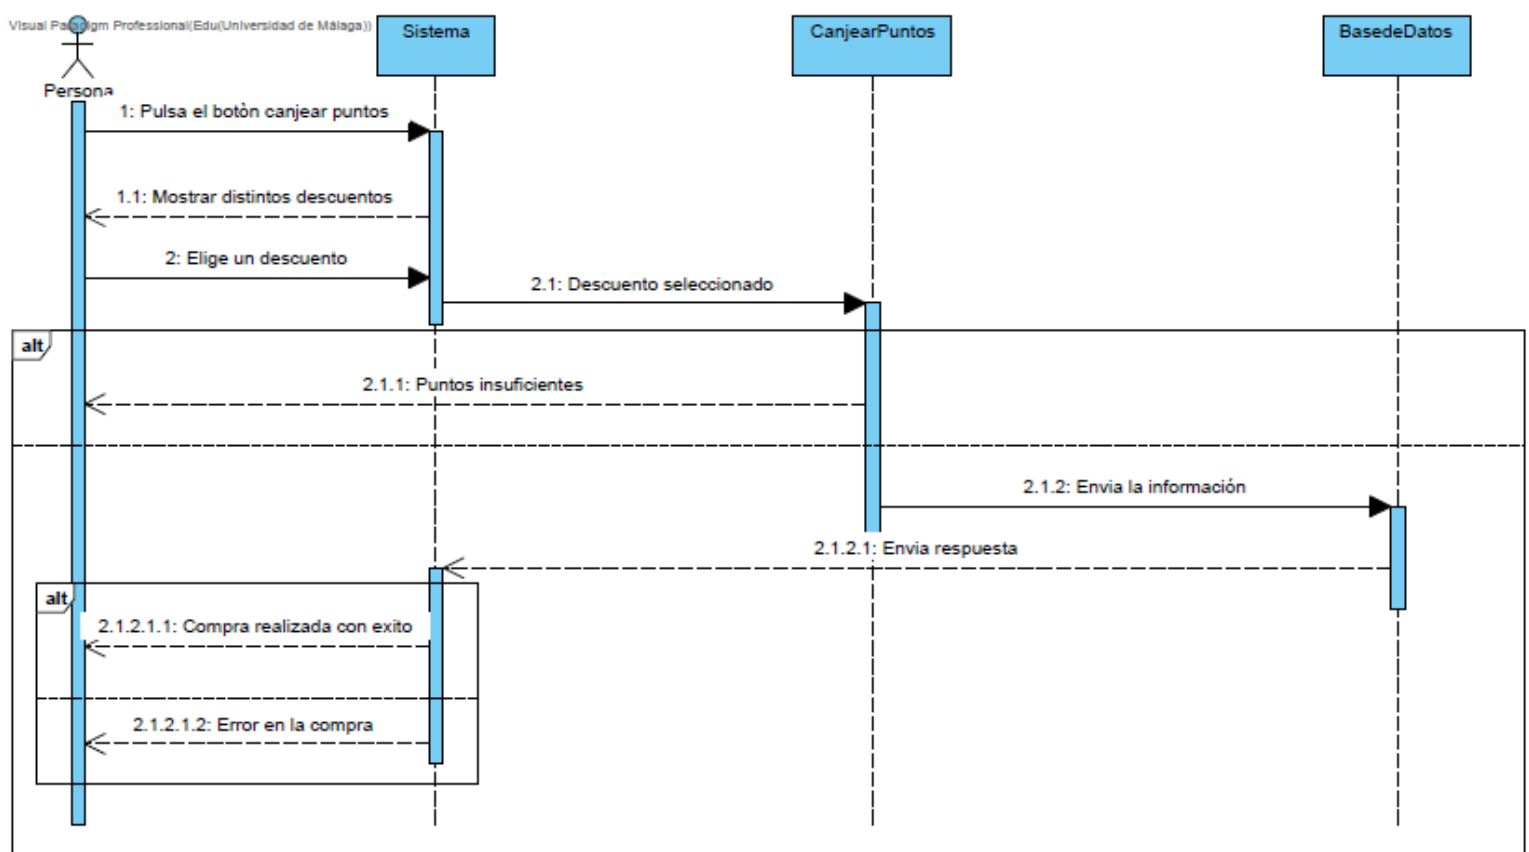 Visual Paradigm Professional(Edu(Universidad de Málaga))
Sistema
CanjearPuntos
BasedeDatos
Persona
1: Pulsa el botòn canjear puntos
1.1: Mostrar distintos descuentos
2: Elige un descuento
2.1: Descuento seleccionado
alt
2.1.1: Puntos insuficientes
2.1.2: Envia la información
2.1.2.1: Envia respuesta
alt
2.1.2.1.1: Compra realizada con exito
2.1.2.1.2: Error en la compra